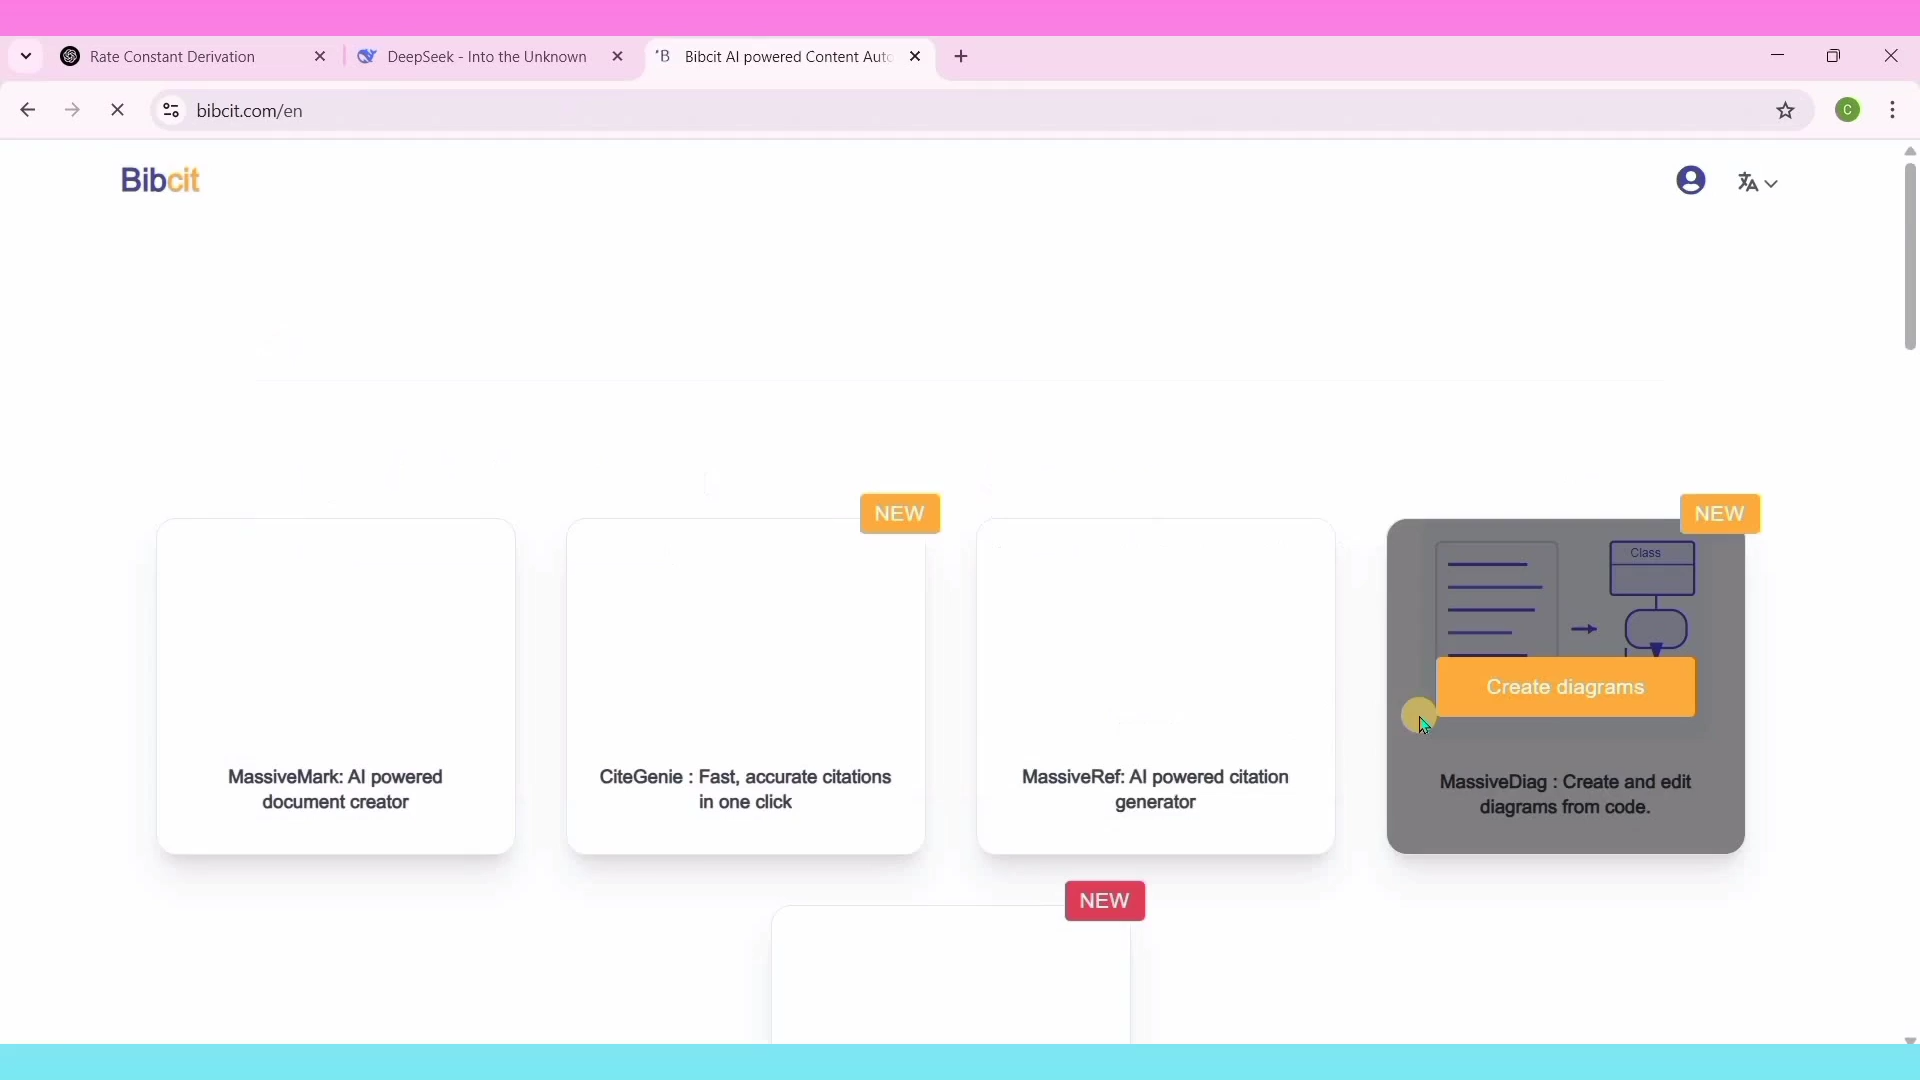 Rate Constant Derivation
DeepSeek - Into the Unknown
Bibcit AI powered Content Auto
bibcit.com/en
C
Bibcit
NEW
NEW
Class
Create diagrams
MassiveMark: AI powered
document creator
CiteGenie : Fast, accurate citations
in one click
MassiveRef: AI powered citation
generator
MassiveDiag : Create and edit
diagrams from code.
NEW